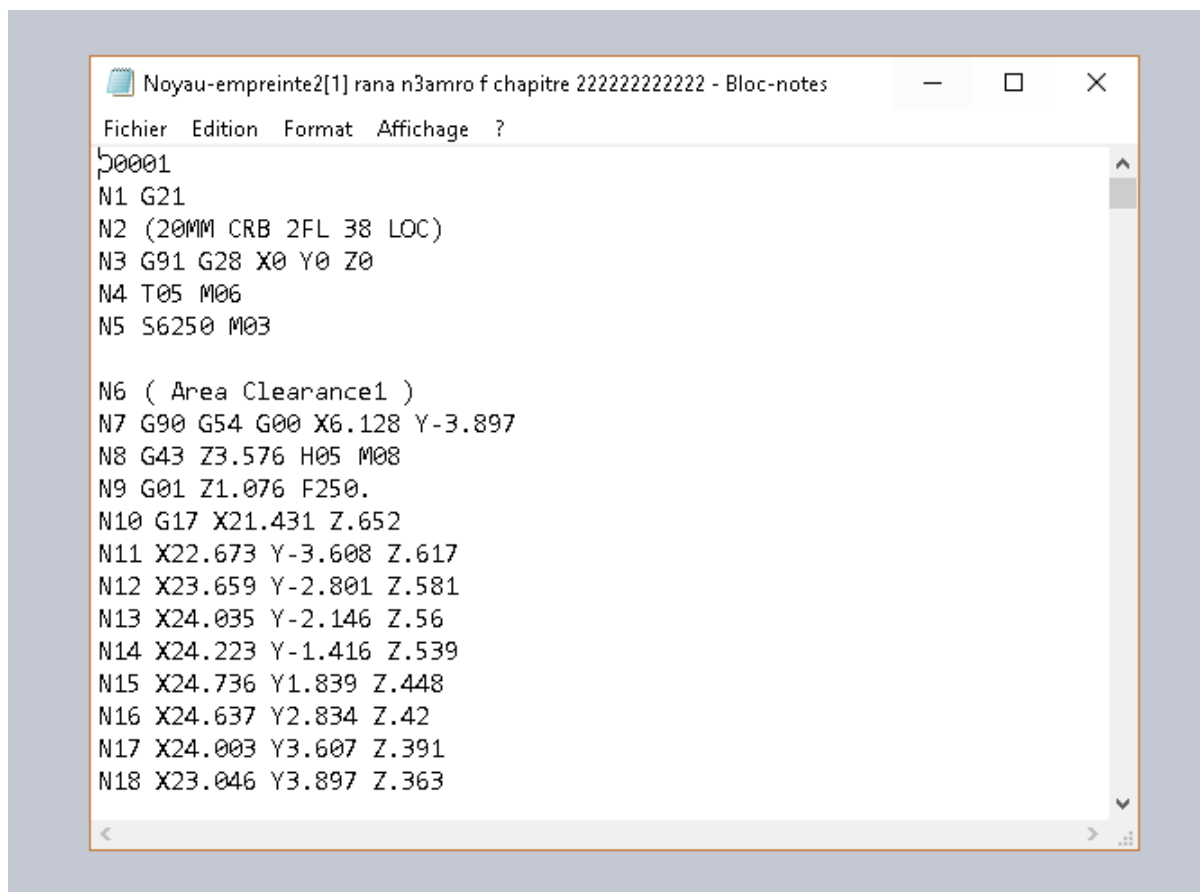 Noyau-empreinte2[1] rana n3amro f chapitre 222222222222 - Bloc-notes
Fichier Edition Format Affichage ?
O0001
N1 G21
N2 (20MM CRB 2FL 38 LOC)
N3 G91 G28 X0 Y0 Z0
N4 T05 M06
N5 S6250 M03
N6 ( Area Clearance1 )
N7 G90 G54 G00 X6.128 Y-3.897
N8 G43 Z3.576 H05 M08
N9 G01 Z1.076 F250.
N10 G17 X21.431 Z.652
N11 X22.673 Y-3.608 Z.617
N12 X23.659 Y-2.801 Z.581
N13 X24.035 Y-2.146 Z.56
N14 X24.223 Y-1.416 Z.539
N15 X24.736 Y1.839 Z.448
N16 X24.637 Y2.834 Z.42
N17 X24.003 Y3.607 Z.391
N18 X23.046 Y3.897 Z.363